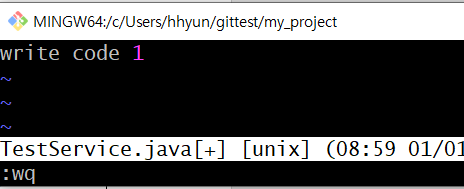 MINGW64:/c/Users/hhyun/gittest/my_project
write code 1
~
~
~
TestService.java[+] [unix] (08:59 01/01
:wq